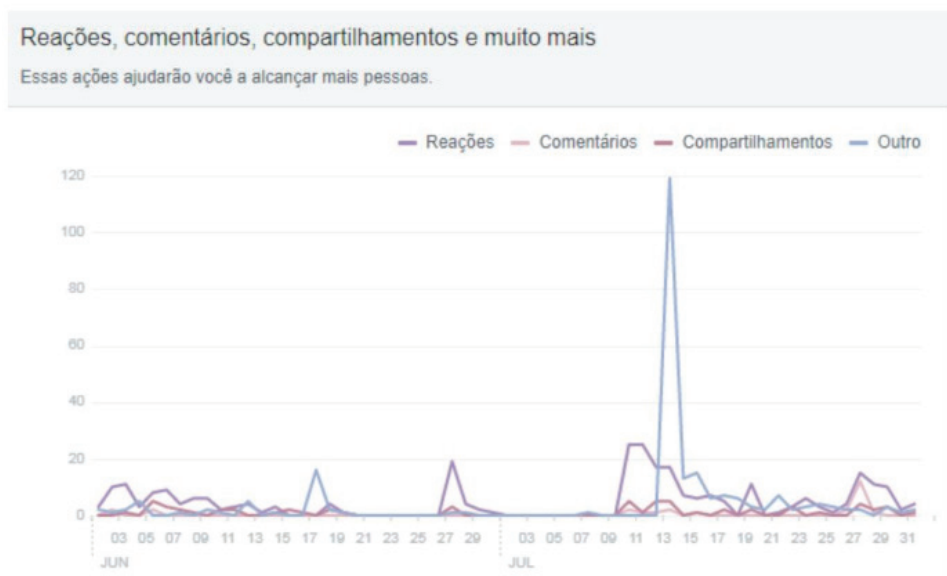 Reações, comentários, compartilhamentos e muito mais
Essas ações ajudarão você a alcançar mais pessoas.
Reações Comentários Compartilhamentos Outro
120
100
80
60
40
20
0
03 05 07 09 11 13 15 17 19 21 23 25 27 29 03 05 07 09 11 13 15 17 19 21 23 25 27 29 31
JUN JUL